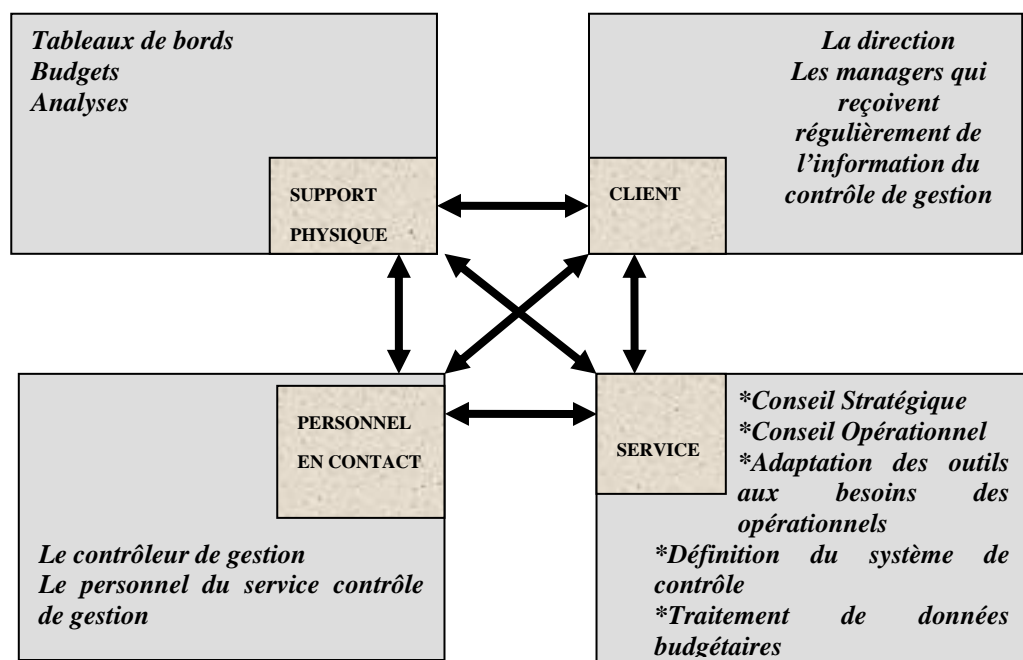 Tableaux de bords
Budgets
Analyses
SUPPORT
PHYSIQUE
La direction
Les managers qui
reçoivent
régulièrement de
l'information du
contrôle de gestion
CLIENT
PERSONNEL
EN CONTACT
Le contrôleur de gestion
Le personnel du service contrôle
de gestion
SERVICE
*Conseil Stratégique
*Conseil Opérationnel
*Adaptation des outils
aux besoins des
opérationnels
*Définition du système de
contrôle
*Traitement de données
budgétaires